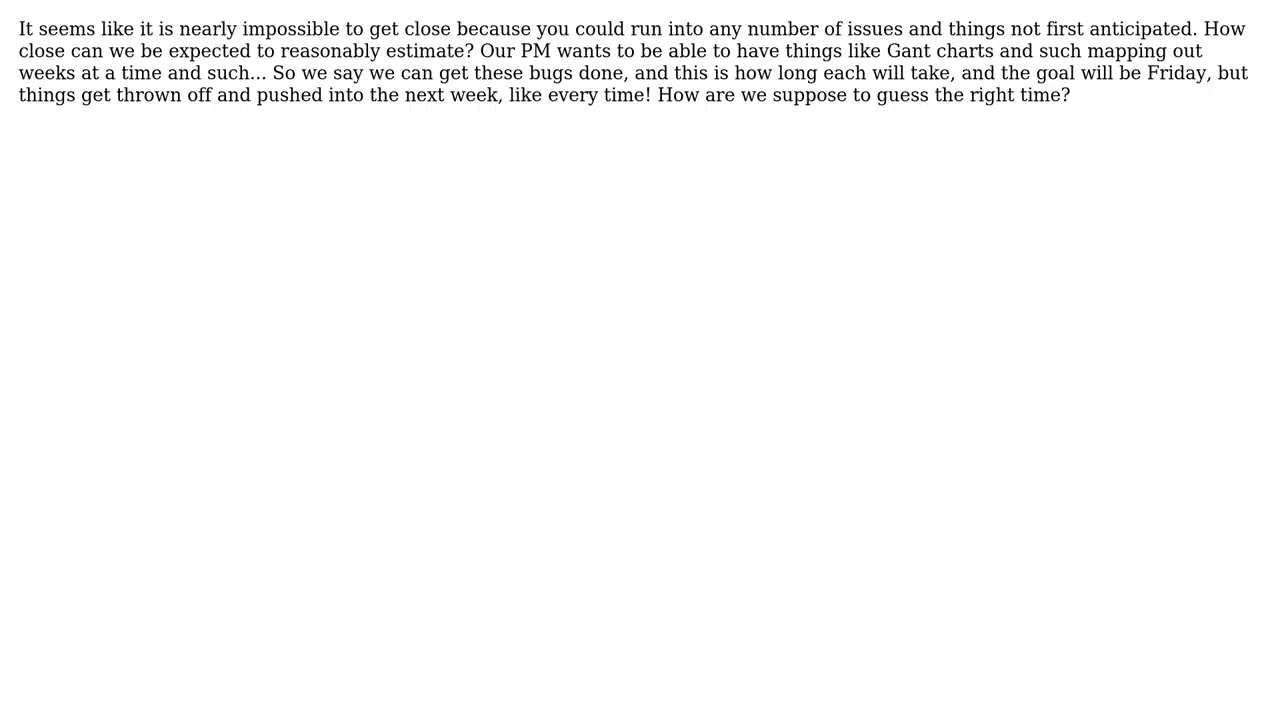 It seems like it is nearly impossible to get close because you could run into any number of issues and things not first anticipated. How
close can we be expected to reasonably estimate? Our PM wants to be able to have things like Gant charts and such mapping out
weeks at a time and such... So we say we can get these bugs done, and this is how long each will take, and the goal will be Friday, but
things get thrown off and pushed into the next week, like every time! How are we suppose to guess the right time?